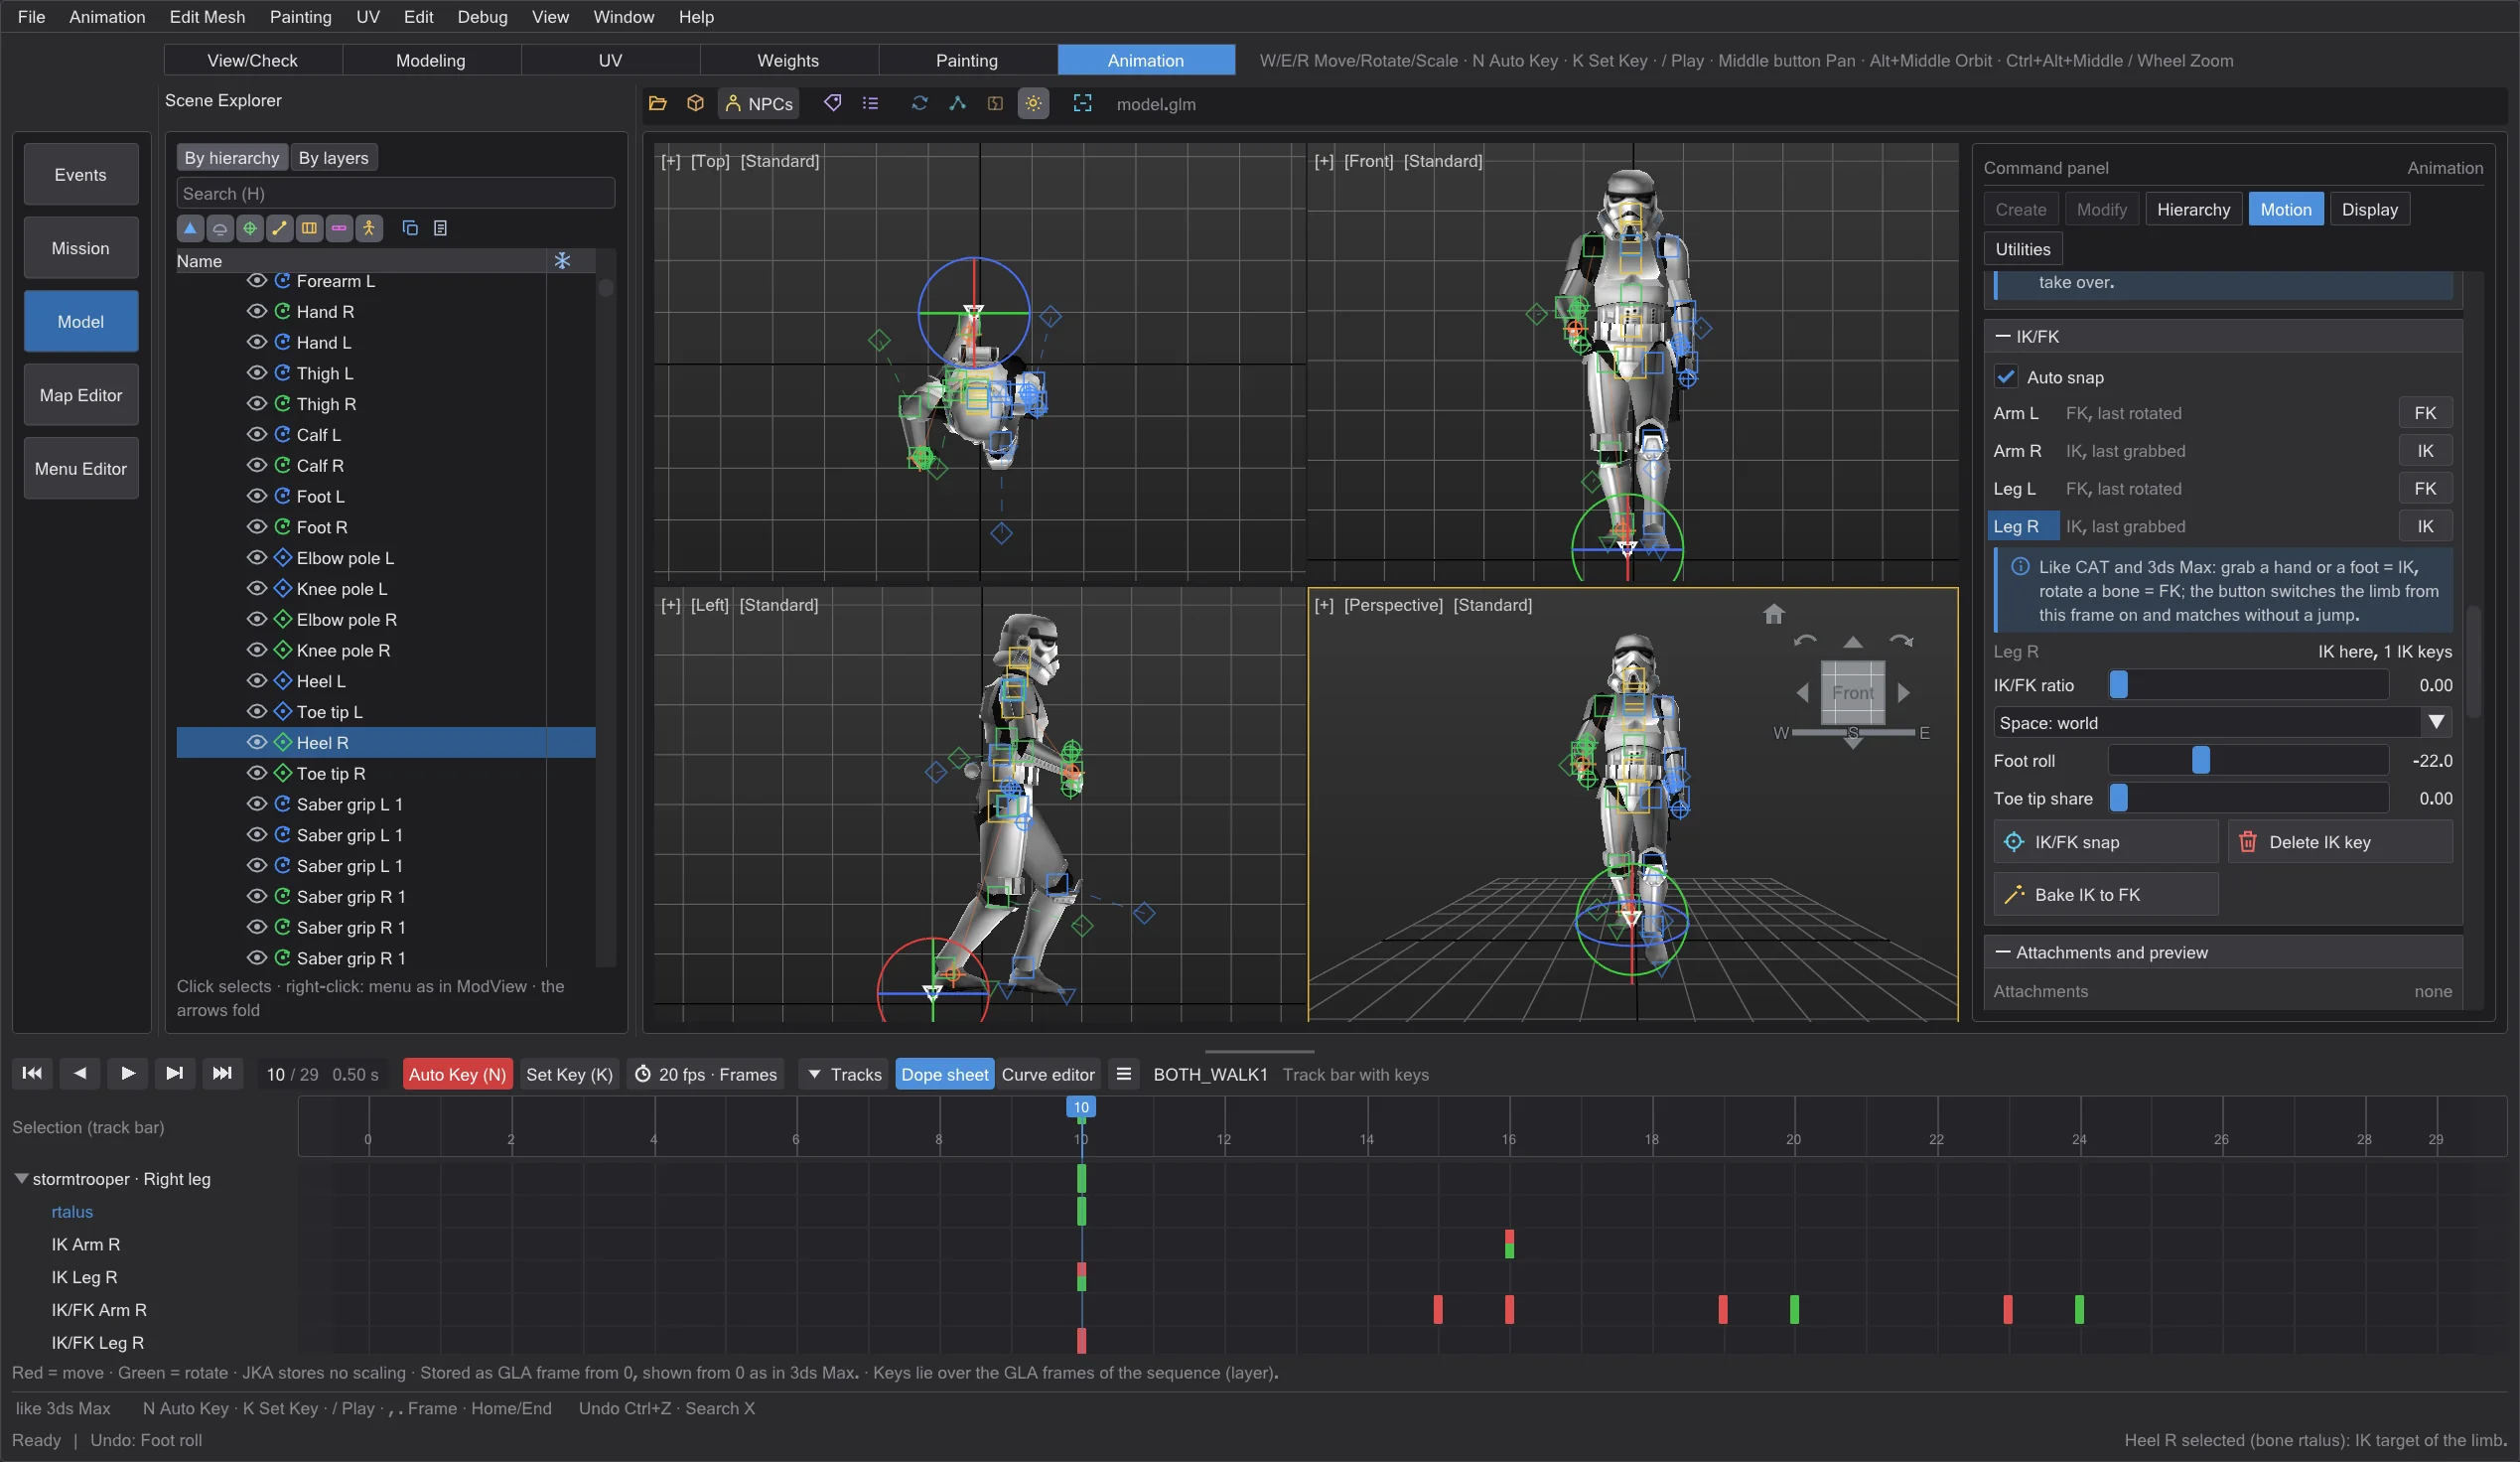 File Animation Edit Mesh Painting UV Edit Debug View Window Help
View/Check Modeling UV Weights Painting Animation W/E/R Move/Rotate/Scale · N Auto Key · K Set Key · / Play · Middle button Pan · Alt+Middle Orbit · Ctrl+Alt+Middle / Wheel Zoom
Scene Explorer
NPCs model.glm
Events
Mission
Model
Map Editor
Menu Editor
By hierarchy By layers
Search (H)
Name
Forearm L
Hand R
Hand L
Thigh L
Thigh R
Calf L
Calf R
Foot L
Foot R
Elbow pole L
Knee pole L
Elbow pole R
Knee pole R
Heel L
Toe tip L
Heel R
Toe tip R
Saber grip L 1
Saber grip L 1
Saber grip L 1
Saber grip R 1
Saber grip R 1
Saber grip R 1
Click selects · right-click: menu as in ModView · the
arrows fold
[+] [Top] [Standard]
[+] [Front] [Standard]
[+] [Left] [Standard]
[+] [Perspective] [Standard]
Front
W S E
Command panel Animation
Create Modify Hierarchy Motion Display
Utilities
take over.
IK/FK
Auto snap
Arm L FK, last rotated FK
Arm R IK, last grabbed IK
Leg L FK, last rotated FK
Leg R IK, last grabbed IK
Like CAT and 3ds Max: grab a hand or a foot = IK,
rotate a bone = FK; the button switches the limb from
this frame on and matches without a jump.
Leg R IK here, 1 IK keys
IK/FK ratio 0.00
Space: world
Foot roll -22.0
Toe tip share 0.00
IK/FK snap Delete IK key
Bake IK to FK
Attachments and preview
Attachments none
10 / 29 0.50 s Auto Key (N) Set Key (K) 20 fps · Frames Tracks Dope sheet Curve editor BOTH_WALK1 Track bar with keys
10
Selection (track bar)
0 2 4 6 8 10 12 14 16 18 20 22 24 26 28 29
stormtrooper · Right leg
rtalus
IK Arm R
IK Leg R
IK/FK Arm R
IK/FK Leg R
Red = move · Green = rotate · JKA stores no scaling · Stored as GLA frame from 0, shown from 0 as in 3ds Max. · Keys lie over the GLA frames of the sequence (layer).
like 3ds Max N Auto Key · K Set Key · / Play · , . Frame · Home/End Undo Ctrl+Z · Search X
Ready | Undo: Foot roll
Heel R selected (bone rtalus): IK target of the limb.